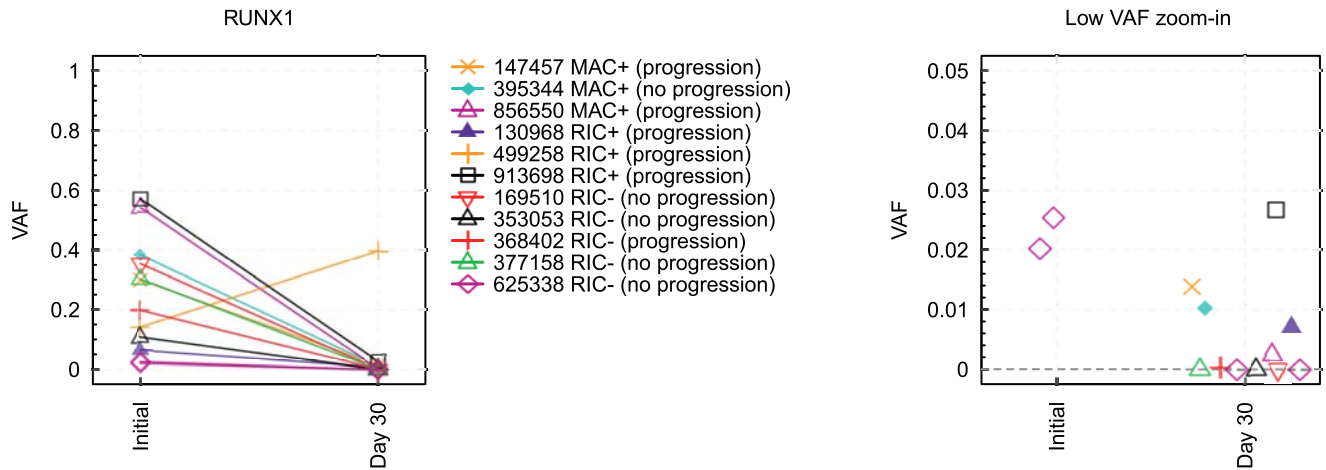 RUNX1
VAF
1
0.8
0.6
0.4
0.2
0
Initial
Day 30
147457 MAC+ (progression)
395344 MAC+ (no progression)
856550 MAC+ (progression)
130968 RIC+ (progression)
499258 RIC+ (progression)
913698 RIC+ (progression)
169510 RIC- (no progression)
353053 RIC- (no progression)
368402 RIC- (progression)
377158 RIC- (no progression)
625338 RIC- (no progression)
Low VAF zoom-in
VAF
0.05
0.04
0.03
0.02
0.01
0
Initial
Day 30